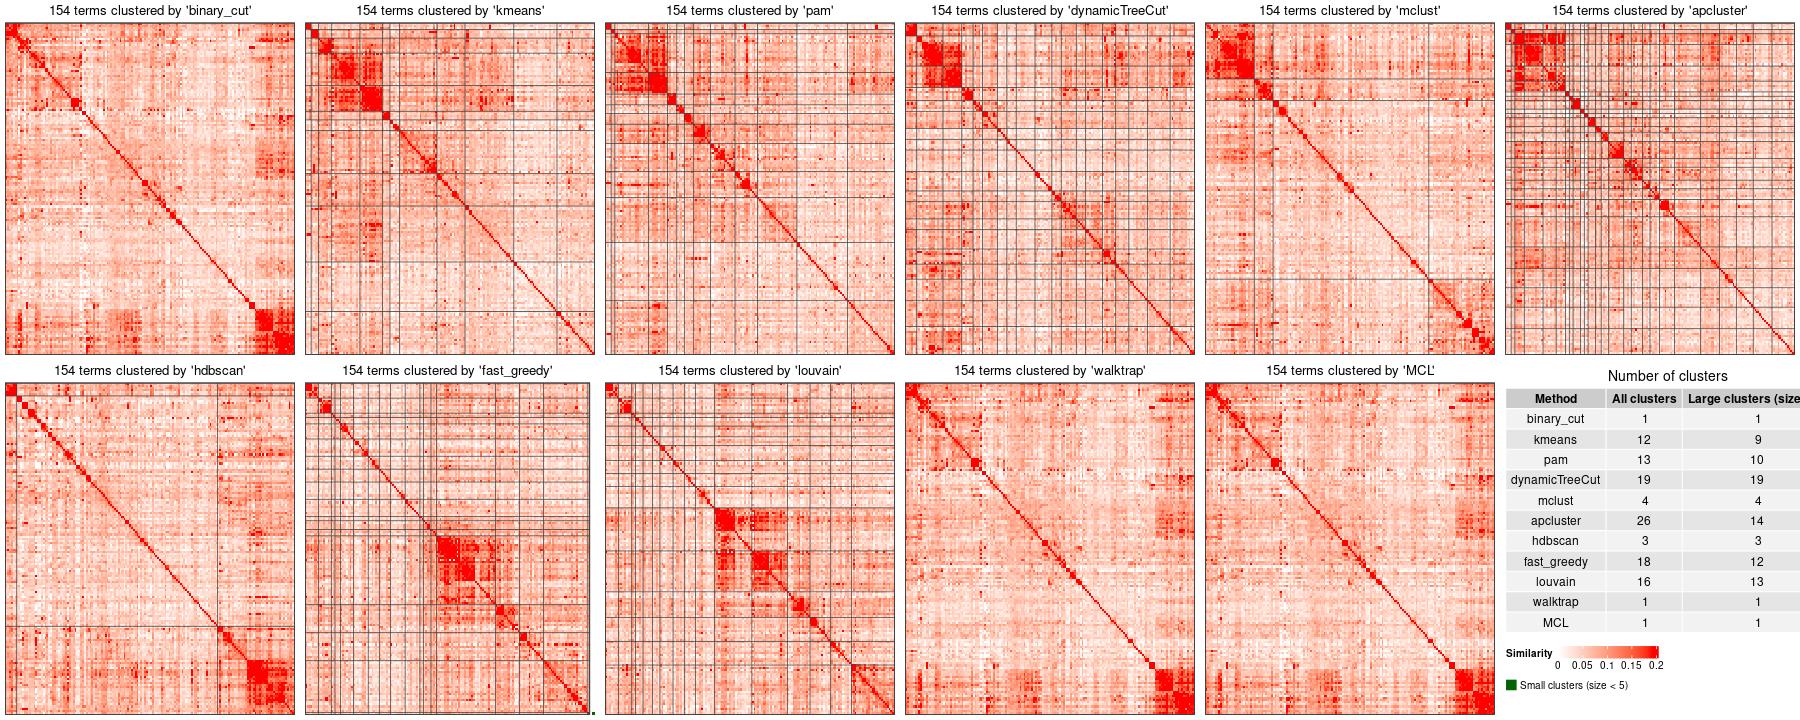 154 terms clustered by 'binary_cut'
154 terms clustered by 'kmeans'
154 terms clustered by 'pam'
154 terms clustered by 'dynamicTreeCut'
154 terms clustered by 'mclust'
154 terms clustered by 'apcluster'
154 terms clustered by 'hdbscan'
154 terms clustered by 'fast_greedy'
154 terms clustered by 'louvain'
154 terms clustered by 'walktrap'
154 terms clustered by 'MCL'
Number of clusters
Method All clusters Large clusters (size
binary_cut 1 1
kmeans 12 9
pam 13 10
dynamicTreeCut 19 19
mclust 4 4
apcluster 26 14
hdbscan 3 3
fast_greedy 18 12
louvain 16 13
walktrap 1 1
MCL 1 1
Similarity
0 0.05 0.1 0.15 0.2
Small clusters (size < 5)